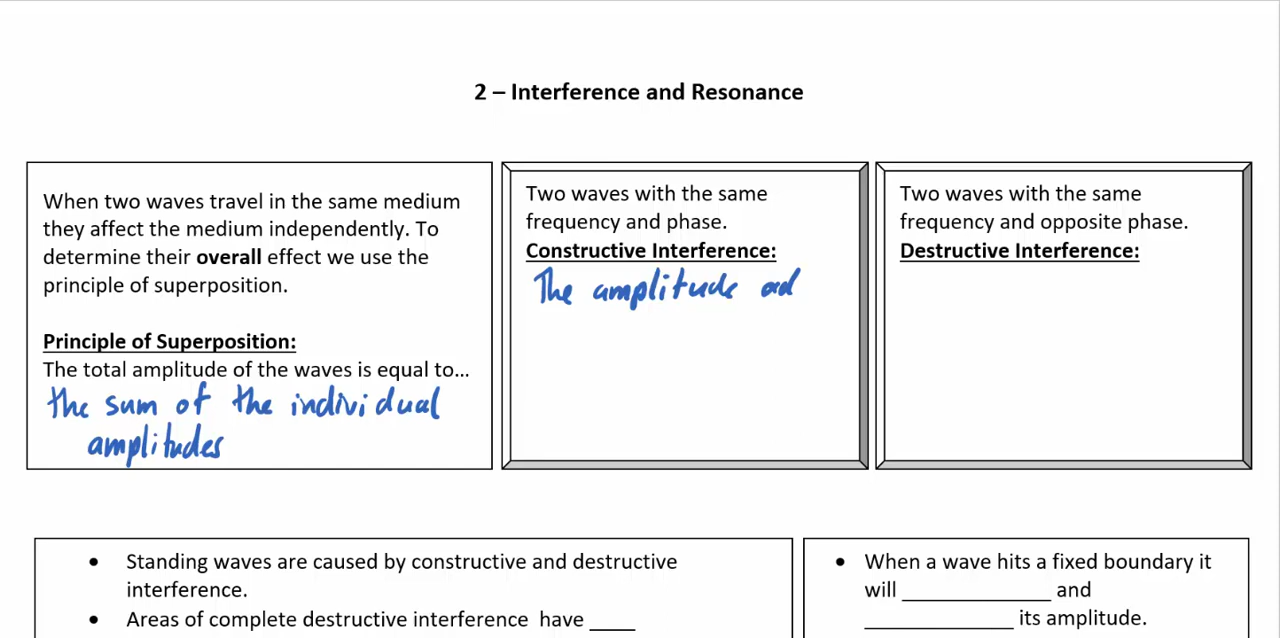 2 – Interference and Resonance
When two waves travel in the same medium
they affect the medium independently. To
determine their overall effect we use the
principle of superposition.
Principle of Superposition:
The total amplitude of the waves is equal to...
the sum of the individual
amplitudes
Two waves with the same
frequency and phase.
Constructive Interference:
The amplitude ad
Two waves with the same
frequency and opposite phase.
Destructive Interference:
• Standing waves are caused by constructive and destructive
interference.
• Areas of complete destructive interference have ____
• When a wave hits a fixed boundary it
will _____________ and
_____________ its amplitude.